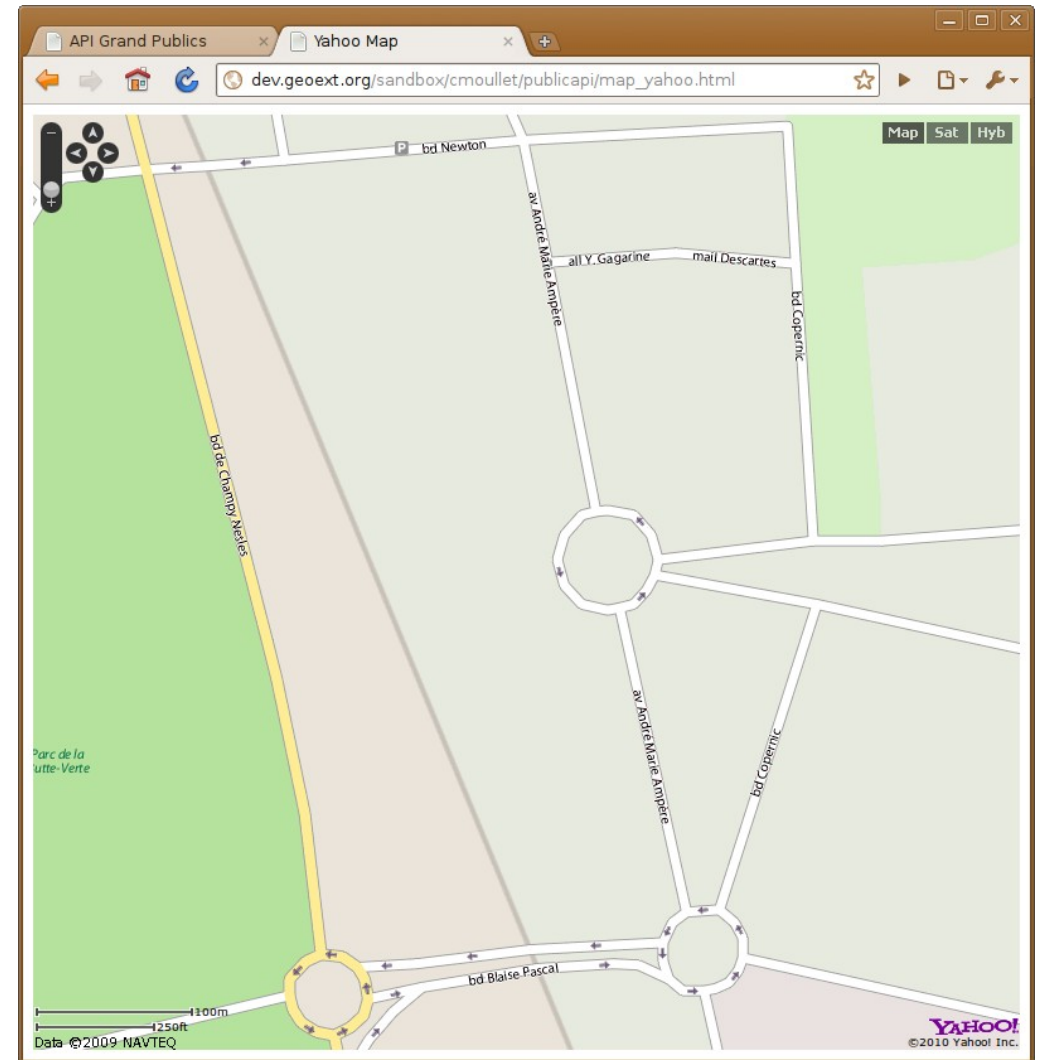 API Grand Publics
Yahoo Map
dev.geoext.org/sandbox/cmoullet/publicapi/map_yahoo.html
Map Sat Hyb
P bd Newton
av André Marie Ampère
all Y. Gagarine
mail Descartes
bd Copernic
bd de Champy Nesles
av André Marie Ampère
bd Copernic
Parc de la
utte-Verte
bd Blaise Pascal
100m
250ft
Data ©2009 NAVTEQ
YAHOO!
©2010 Yahoo! Inc.